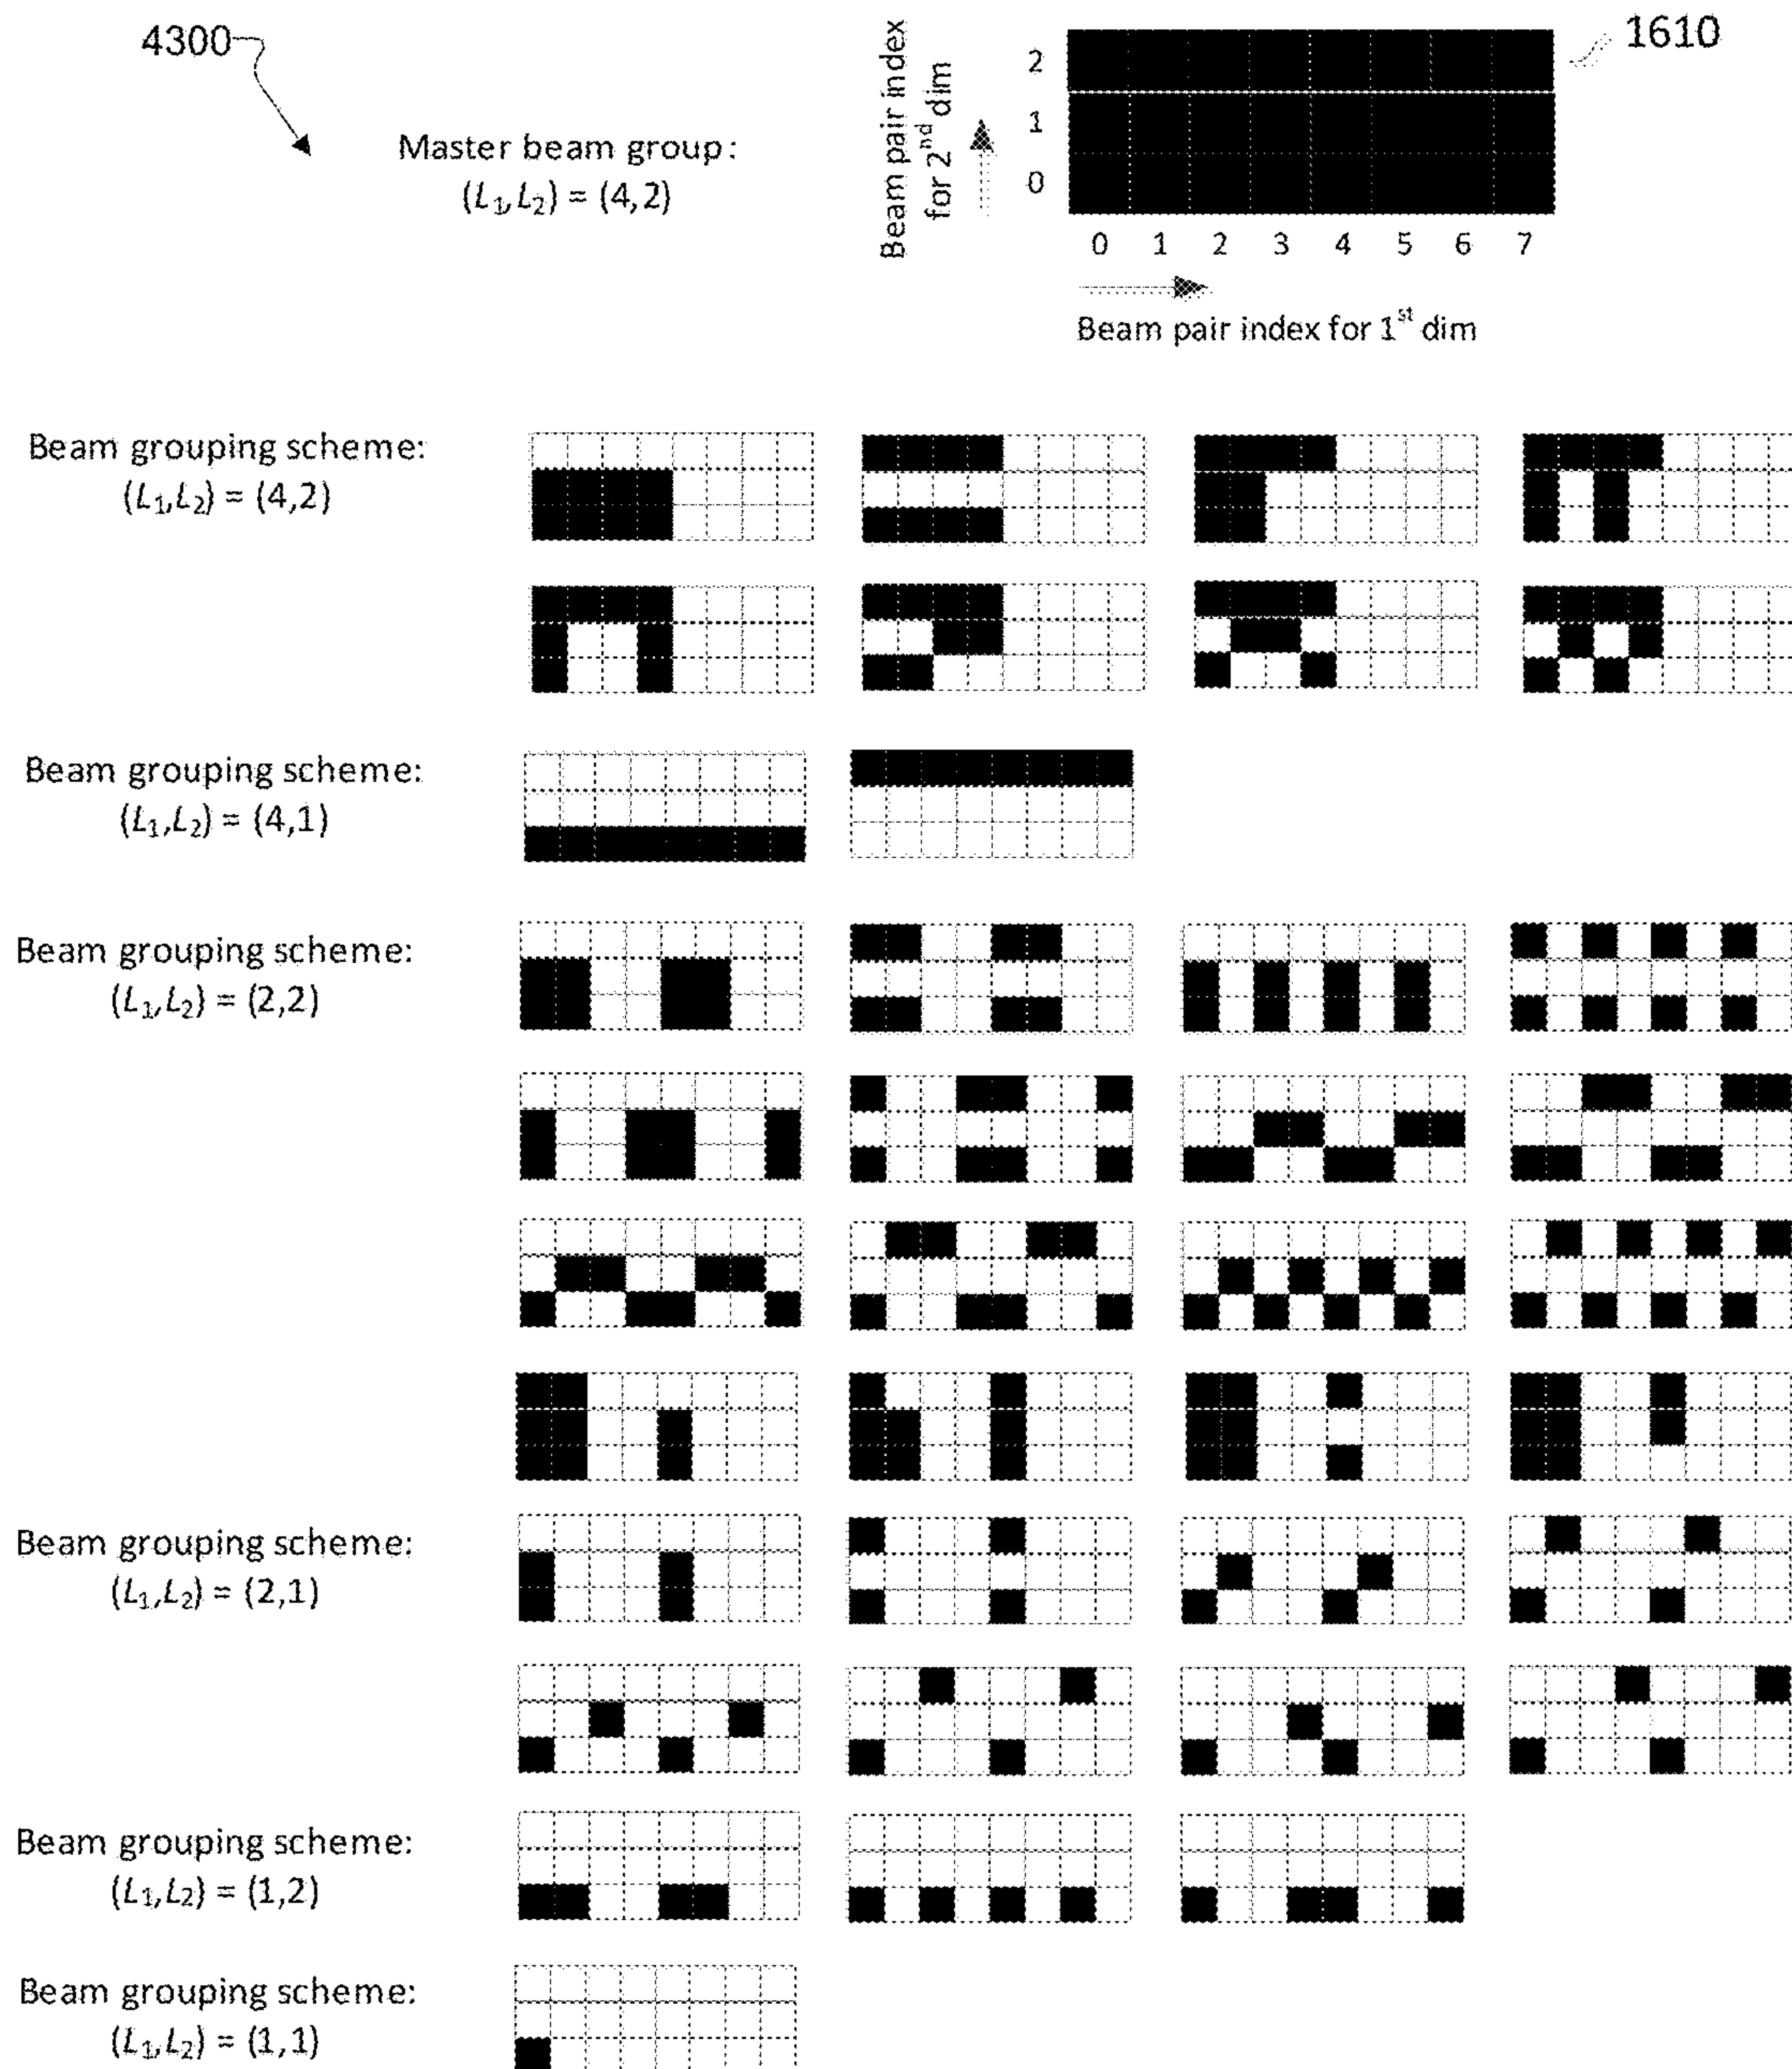 4300
1610
Master beam group:
(L₁,L₂) = (4,2)
Beam pair index
for 2ⁿᵈ dim
2
1
0
0 1 2 3 4 5 6 7
Beam pair index for 1ˢᵗ dim
Beam grouping scheme:
(L₁,L₂) = (4,2)
Beam grouping scheme:
(L₁,L₂) = (4,1)
Beam grouping scheme:
(L₁,L₂) = (2,2)
Beam grouping scheme:
(L₁,L₂) = (2,1)
Beam grouping scheme:
(L₁,L₂) = (1,2)
Beam grouping scheme:
(L₁,L₂) = (1,1)